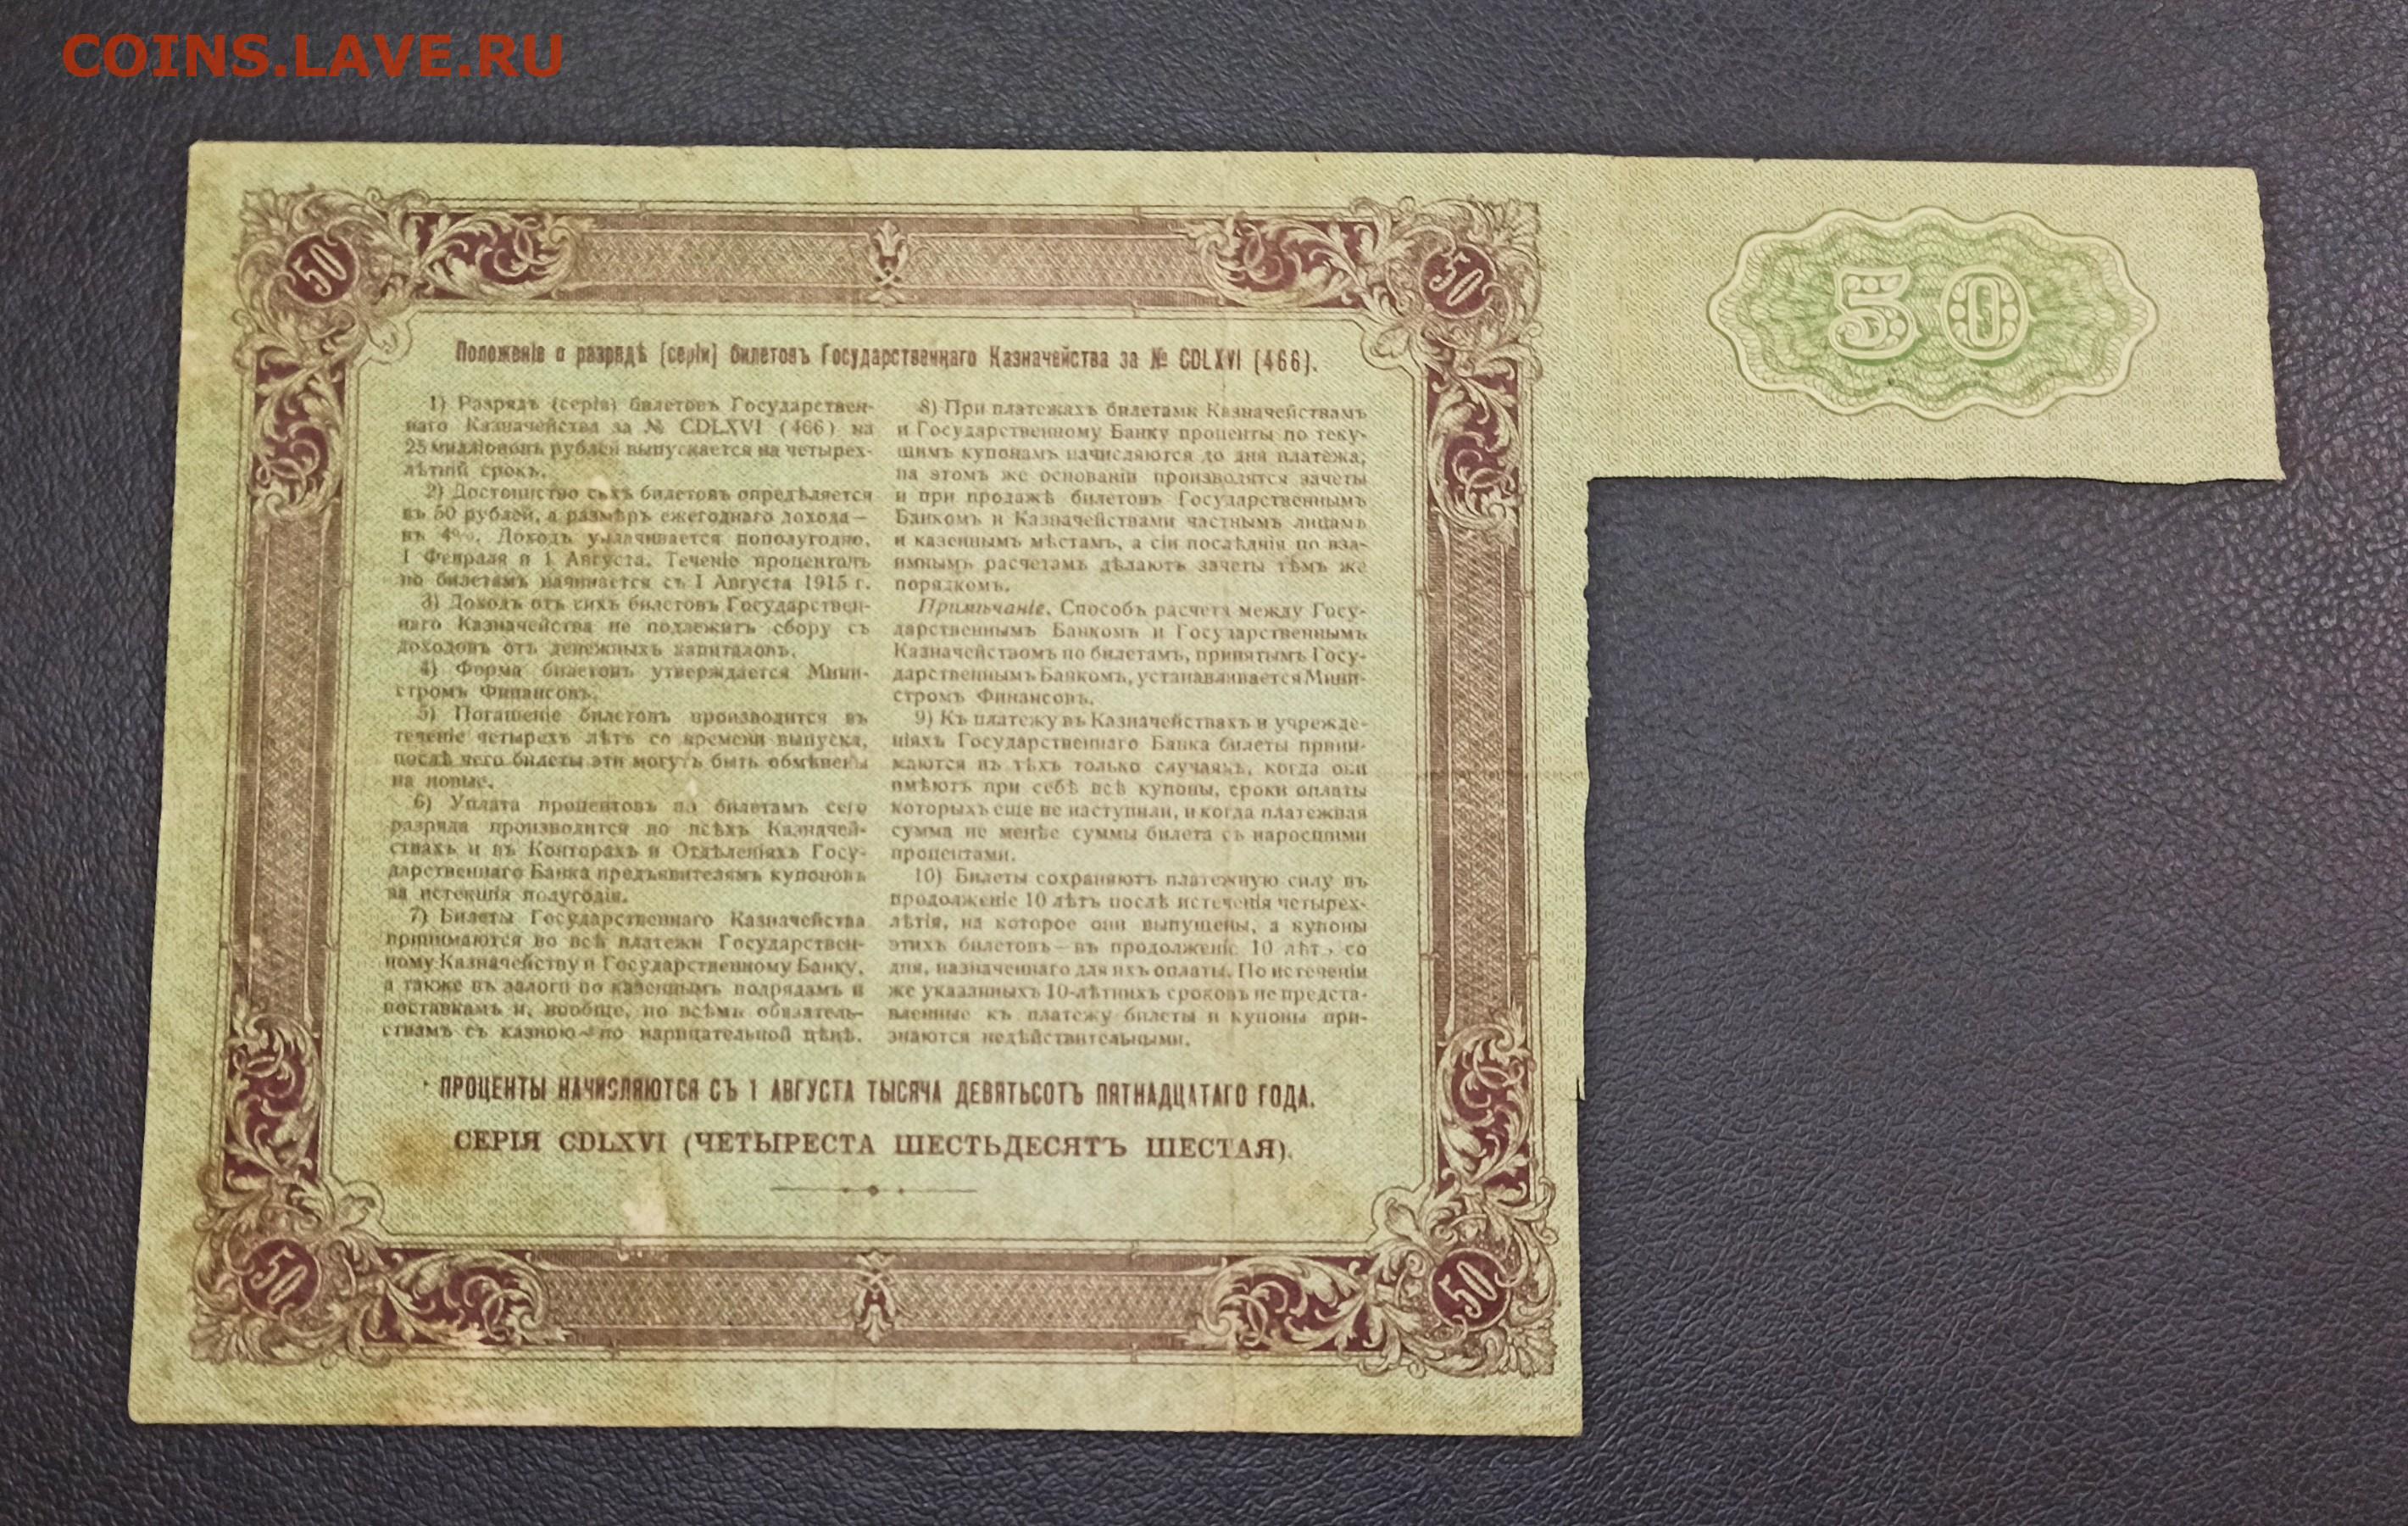 COINS.LAVE.RU
50
50
50
Положенiе о разрядѣ (серiи) билетовъ Государственнаго Казначейства за № CDLXVI (466).
1) Разрядъ (серiя) билетовъ Государствен-
наго Казначейства за № CDLXVI (466) на
25 миллiоновъ рублей выпускается на четырех-
лѣтнiй срокъ.
2) Достоинство сихъ билетовъ опредѣляется
въ 50 рублей, а размѣръ ежегоднаго дохода—
въ 4%. Доходъ уплачивается пополугодно,
1 Февраля и 1 Августа. Теченiе процентовъ
по билетамъ начинается съ 1 Августа 1915 г.
3) Доходъ отъ сихъ билетовъ Государствен-
наго Казначейства не подлежитъ сбору съ
доходовъ отъ денежныхъ капиталовъ.
4) Форма билетовъ утверждается Мини-
стромъ Финансовъ.
5) Погашенiе билетовъ производится въ
теченiе четырехъ лѣтъ со времени выпуска,
послѣ чего билеты эти могутъ быть обмѣнены
на новые.
6) Уплата процентовъ по билетамъ сего
разряда производится во всѣхъ Казначей-
ствахъ и въ Конторахъ и Отдѣленiяхъ Госу-
дарственнаго Банка предъявителямъ купоновъ
за истекшiя полугодiя.
7) Билеты Государственнаго Казначейства
принимаются во всѣ платежи Государствен-
ному Казначейству и Государственному Банку,
а также въ залоги по казеннымъ подрядамъ и
поставкамъ и, вообще, по всѣмъ обязатель-
ствамъ съ казною—по нарицательной цѣнѣ.
8) При платежахъ билетами Казначействамъ
и Государственному Банку проценты по теку-
щимъ купонамъ начисляются до дня платежа;
на этомъ же основанiи производятся зачеты
и при продажѣ билетовъ Государственнымъ
Банкомъ и Казначействами частнымъ лицамъ
и казеннымъ мѣстамъ, а сiи послѣднiя по вза-
имнымъ расчетамъ дѣлаютъ зачеты тѣмъ же
порядкомъ.
Примѣчанiе. Способъ расчета между Госу-
дарственнымъ Банкомъ и Государственнымъ
Казначействомъ по билетамъ, принятымъ Госу-
дарственнымъ Банкомъ, устанавливается Мини-
стромъ Финансовъ.
9) Къ платежу въ Казначействахъ и учрежде-
нiяхъ Государственнаго Банка билеты прини-
маются въ тѣхъ только случаяхъ, когда они
имѣютъ при себѣ всѣ купоны, сроки оплаты
которыхъ еще не наступили, и когда платежная
сумма не менѣе суммы билета съ наросшими
процентами.
10) Билеты сохраняютъ платежную силу въ
продолженiе 10 лѣтъ послѣ истеченiя четырех-
лѣтiя, на которое они выпущены, а купоны
этихъ билетовъ—въ продолженiе 10 лѣтъ со
дня, назначеннаго для ихъ оплаты. По истеченiи
же указанныхъ 10-лѣтнихъ сроковъ не предста-
вленные къ платежу билеты и купоны при-
знаются недѣйствительными.
ПРОЦЕНТЫ НАЧИСЛЯЮТСЯ СЪ 1 АВГУСТА ТЫСЯЧА ДЕВЯТЬСОТЪ ПЯТНАДЦАТАГО ГОДА.
СЕРIЯ CDLXVI (ЧЕТЫРЕСТА ШЕСТЬДЕСЯТЪ ШЕСТАЯ).
50
50